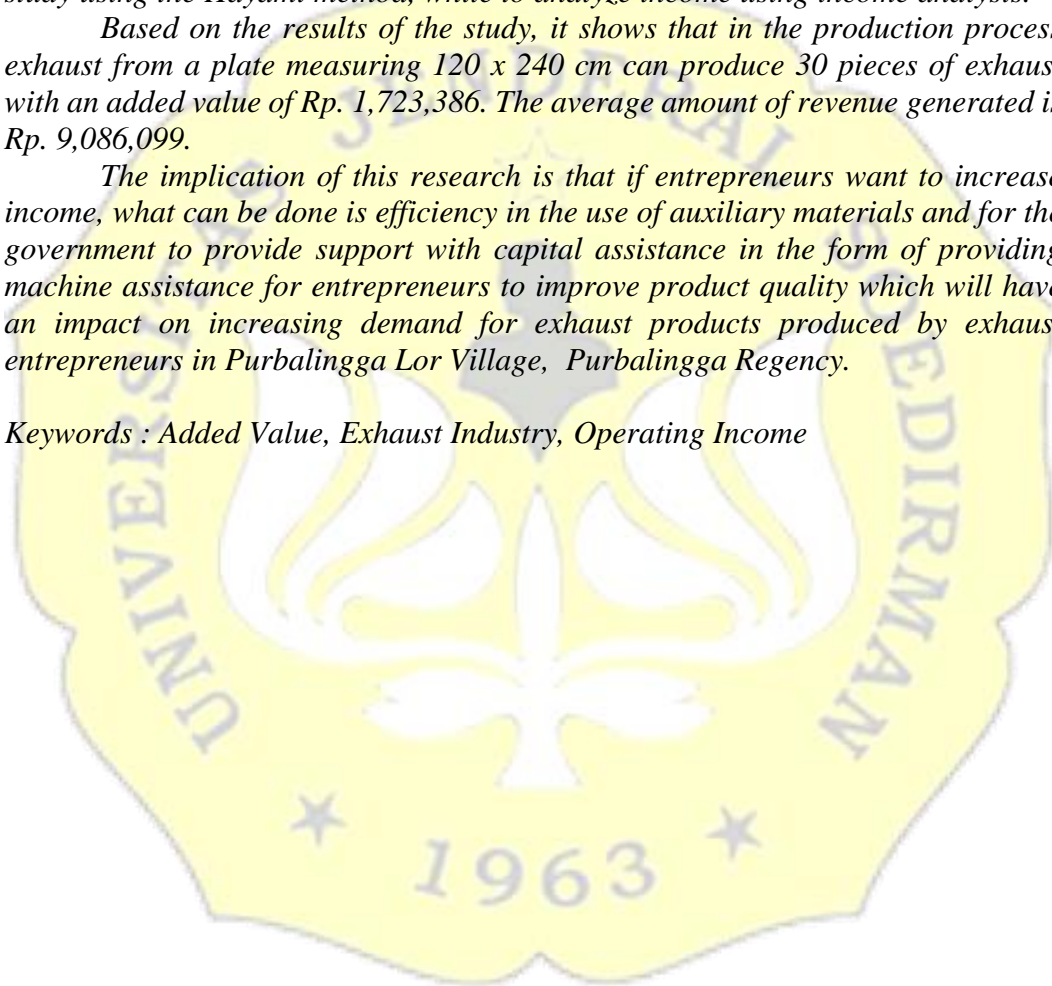 study using the Hayami method, while to analyze income using income analysis.
Based on the results of the study, it shows that in the production process
exhaust from a plate measuring 120 x 240 cm can produce 30 pieces of exhaus
with an added value of Rp. 1,723,386. The average amount of revenue generated i
Rp. 9,086,099.
The implication of this research is that if entrepreneurs want to increase
income, what can be done is efficiency in the use of auxiliary materials and for the
government to provide support with capital assistance in the form of providing
machine assistance for entrepreneurs to improve product quality which will have
an impact on increasing demand for exhaust products produced by exhaus
entrepreneurs in Purbalingga Lor Village, Purbalingga Regency.
Keywords : Added Value, Exhaust Industry, Operating Income
UNIVERSITAS JENDERAL SOEDIRMAN
1963